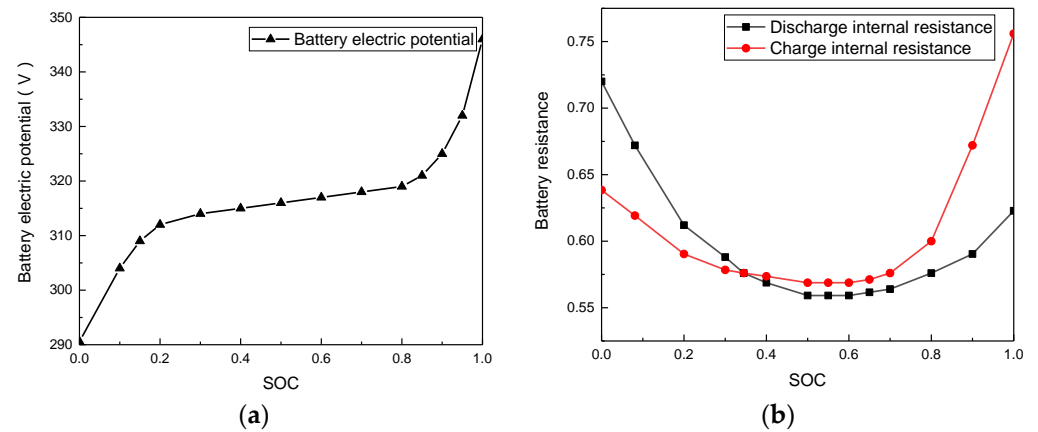 350
340
330
320
310
300
290
Battery electric potential ( V )
Battery electric potential
0.0 0.2 0.4 0.6 0.8 1.0
SOC
(a)
0.75
0.70
0.65
0.60
0.55
Battery resistance
Discharge internal resistance
Charge internal resistance
0.0 0.2 0.4 0.6 0.8 1.0
SOC
(b)